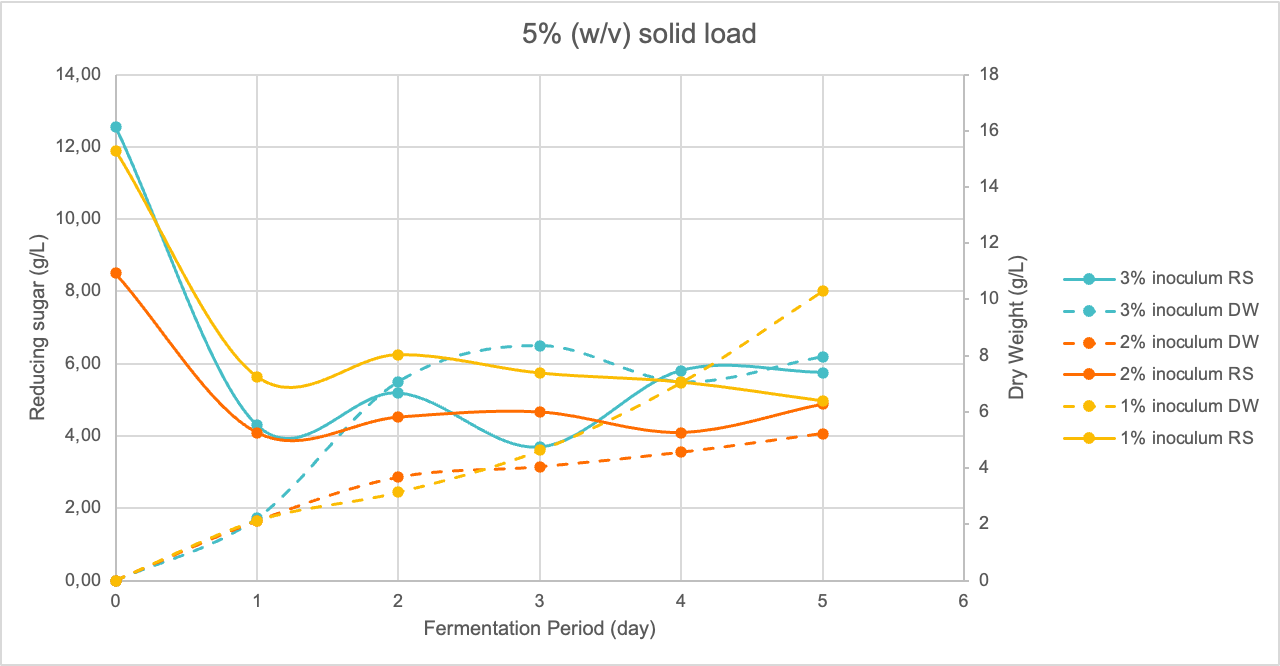 5% (w/v) solid load
14,00
12,00
10,00
8,00
6,00
4,00
2,00
0,00
Reducing sugar (g/L)
0 1 2 3 4 5 6
Fermentation Period (day)
18
16
14
12
10
8
6
4
2
0
Dry Weight (g/L)
3% inoculum RS
3% inoculum DW
2% inoculum DW
2% inoculum RS
1% inoculum DW
1% inoculum RS